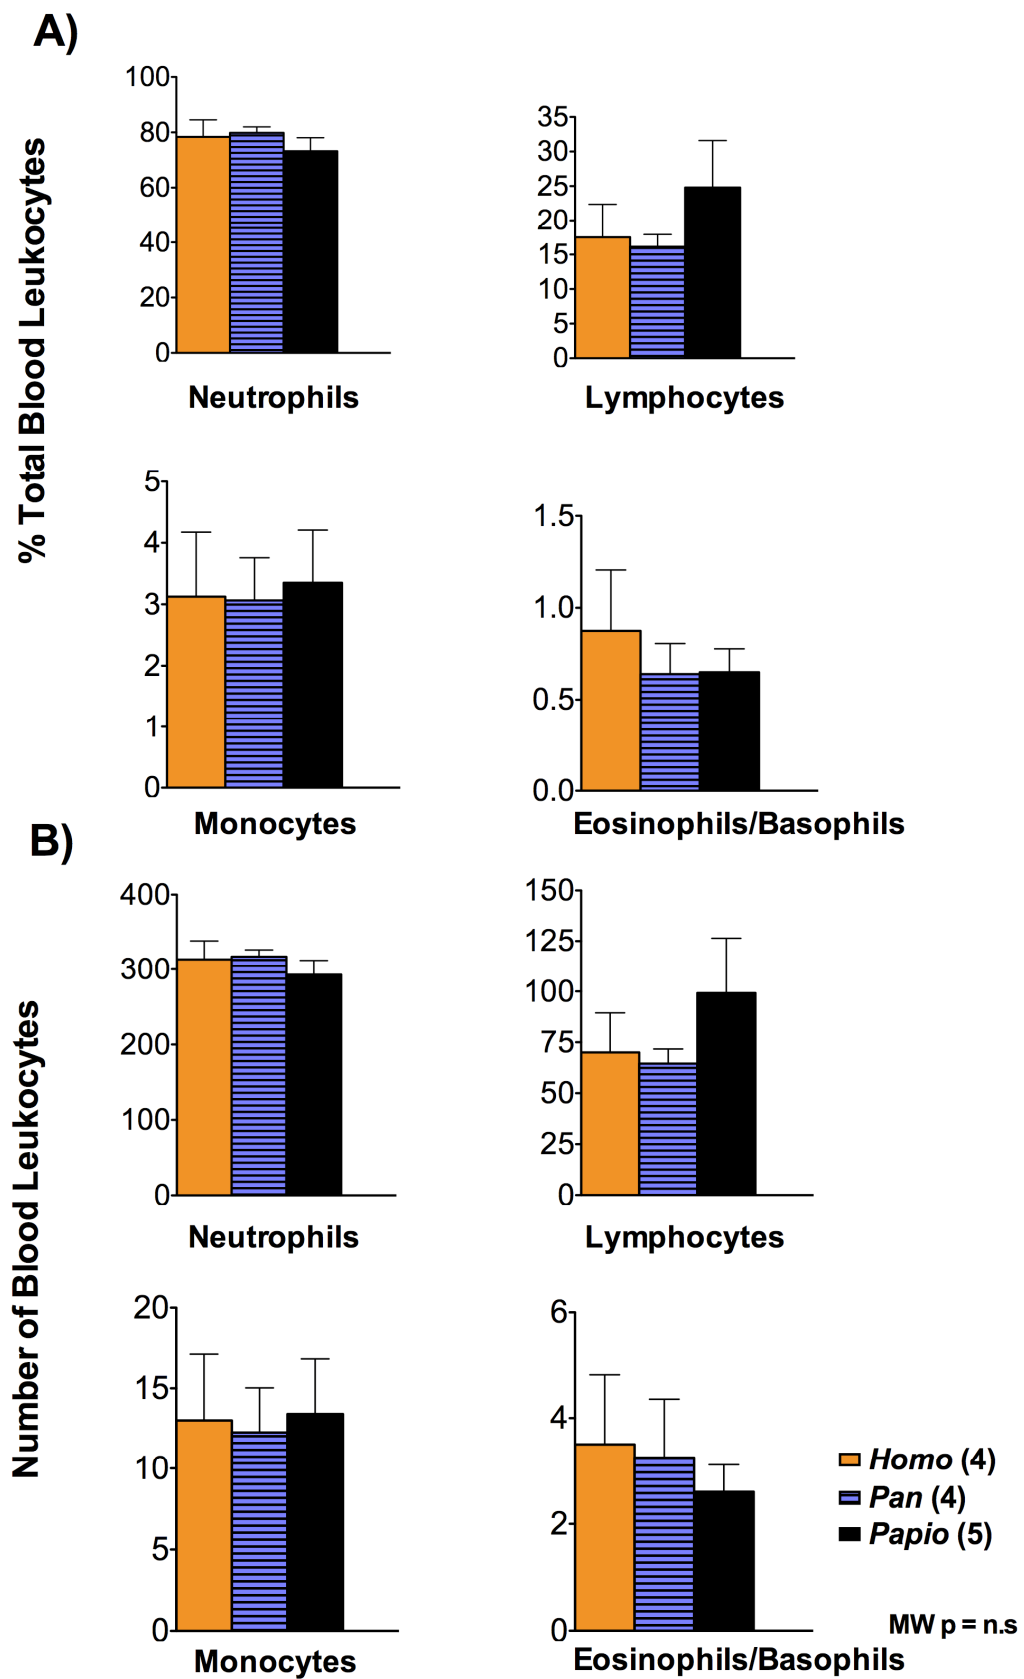 A)
% Total Blood Leukocytes
100
80
60
40
20
0
Neutrophils
35
30
25
20
15
10
5
0
Lymphocytes
5
4
3
2
1
0
Monocytes
1.5
1.0
0.5
0.0
Eosinophils/Basophils
B)
Number of Blood Leukocytes
400
300
200
100
0
Neutrophils
150
125
100
75
50
25
0
Lymphocytes
20
15
10
5
0
Monocytes
6
4
2
0
Eosinophils/Basophils
Homo (4)
Pan (4)
Papio (5)
MW p = n.s